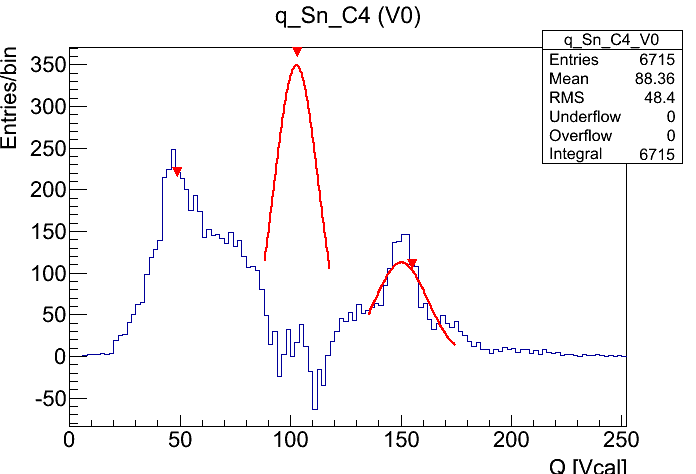 q_Sn_C4 (V0)
q_Sn_C4_V0
Entries 6715
Mean 88.36
RMS 48.4
Underflow 0
Overflow 0
Integral 6715
Entries/bin
350
300
250
200
150
100
50
0
-50
0 50 100 150 200 250
Q [Vcal]